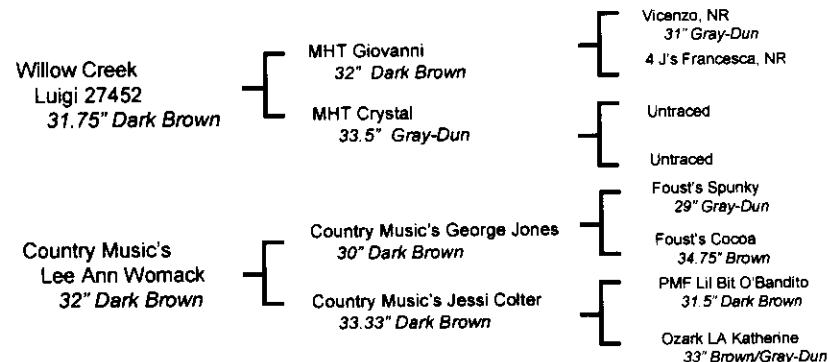 Willow Creek
Luigi 27452
31.75" Dark Brown
MHT Giovanni
32" Dark Brown
Vicenzo, NR
31" Gray-Dun
4 J's Francesca, NR
MHT Crystal
33.5" Gray-Dun
Untraced
Untraced
Country Music's
Lee Ann Womack
32" Dark Brown
Country Music's George Jones
30" Dark Brown
Foust's Spunky
29" Gray-Dun
Foust's Cocoa
34.75" Brown
Country Music's Jessi Colter
33.33" Dark Brown
PMF Lil Bit O'Bandito
31.5" Dark Brown
Ozark LA Katherine
33" Brown/Gray-Dun